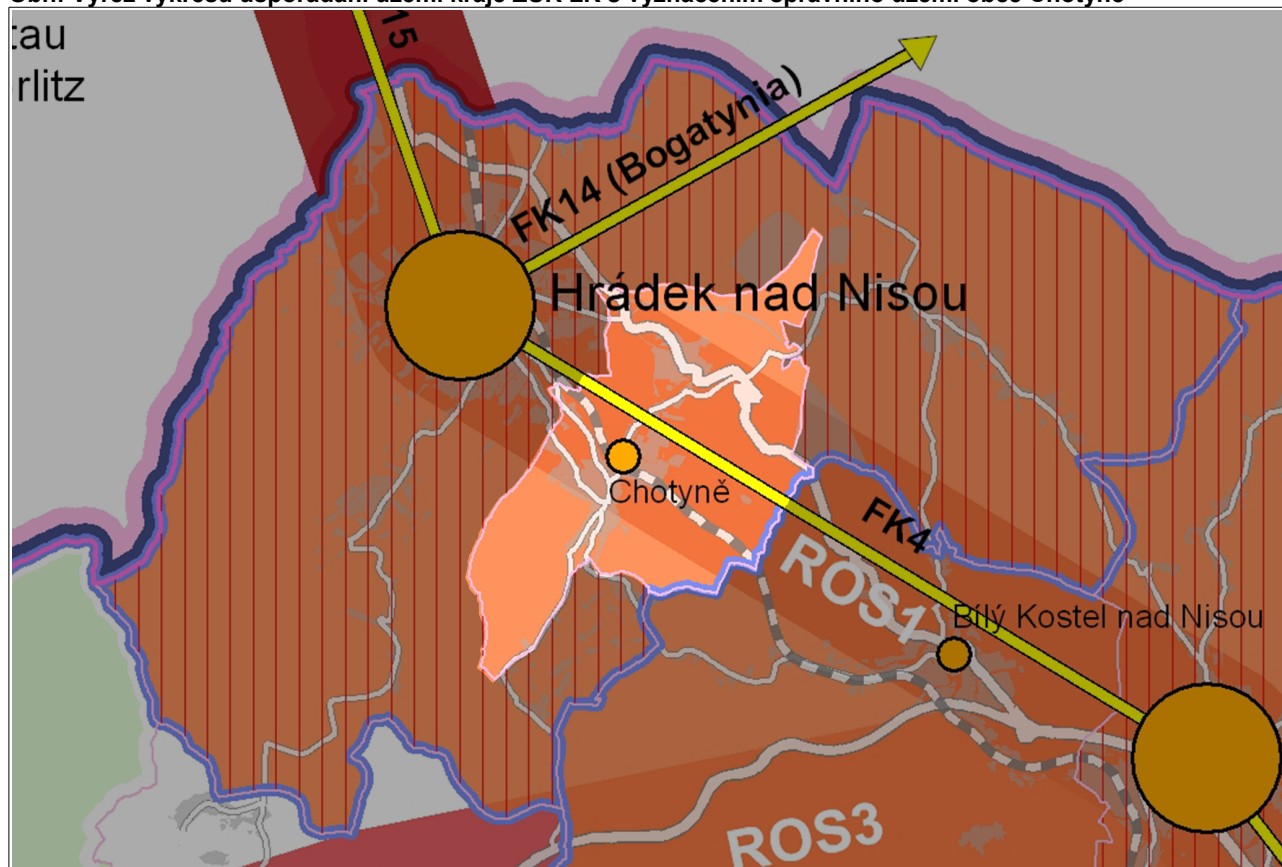 tau
rlitz
15
FK14 (Bogatynia)
Hrádek nad Nisou
Chotyně
FK4
ROS1
Bílý Kostel nad Nisou
ROS3